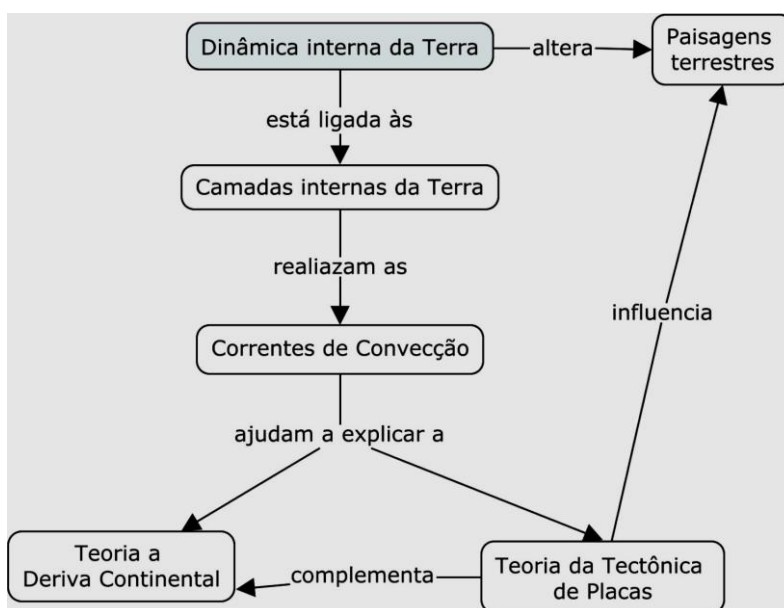 Dinâmica interna da Terra
altera
Paisagens
terrestres
está ligada às
Camadas internas da Terra
realiazam as
Correntes de Convecção
influencia
ajudam a explicar a
Teoria a
Deriva Continental
complementa
Teoria da Tectônica
de Placas